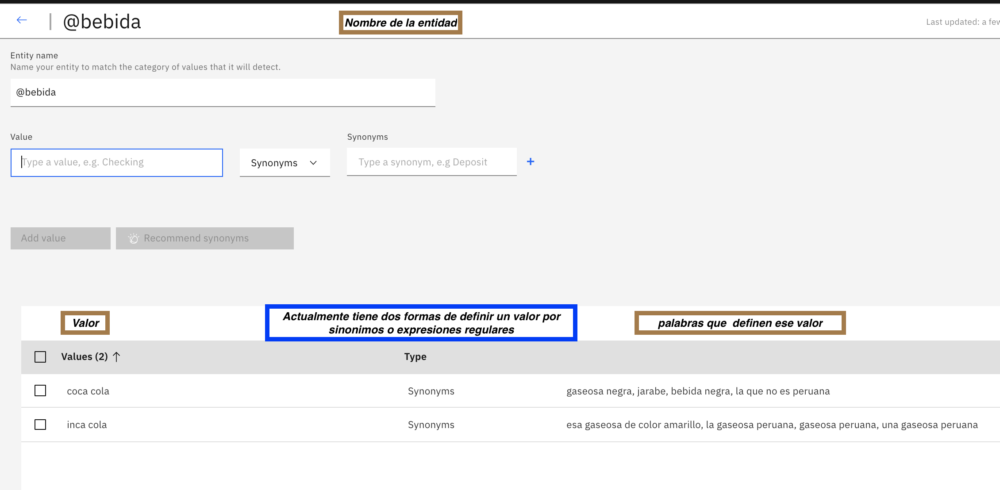 @bebida
Nombre de la entidad
Last updated: a few
Entity name
Name your entity to match the category of values that it will detect.
@bebida
Value
Synonyms
Type a value, e.g. Checking
Synonyms
Type a synonym, e.g Deposit
Add value
Recommend synonyms
Valor
Actualmente tiene dos formas de definir un valor por
sinonimos o expresiones regulares
palabras que definen ese valor
Values (2)
Type
coca cola
Synonyms
gaseosa negra, jarabe, bebida negra, la que no es peruana
inca cola
Synonyms
esa gaseosa de color amarillo, la gaseosa peruana, gaseosa peruana, una gaseosa peruana